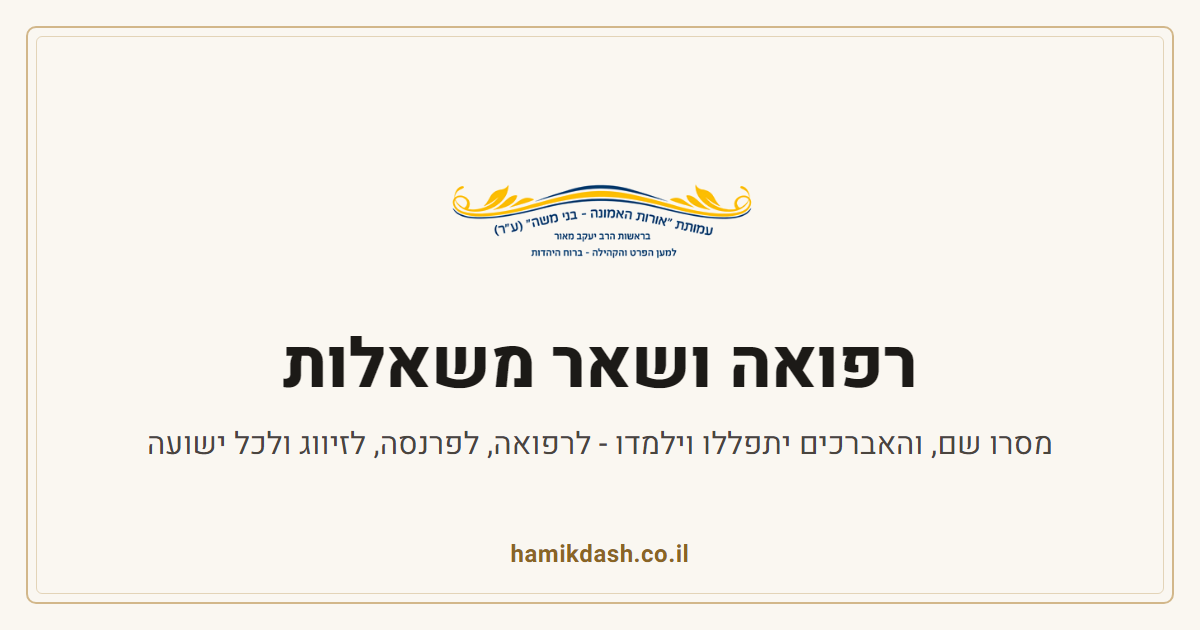 עמותת "אורות האמונה - בני משה" (ע"ר)
בראשות הרב יעקב מאור
למען הפרט והקהילה - ברוח היהדות
רפואה ושאר משאלות
מסרו שם, והאברכים יתפללו וילמדו - לרפואה, לפרנסה, לזיווג ולכל ישועה
hamikdash.co.il